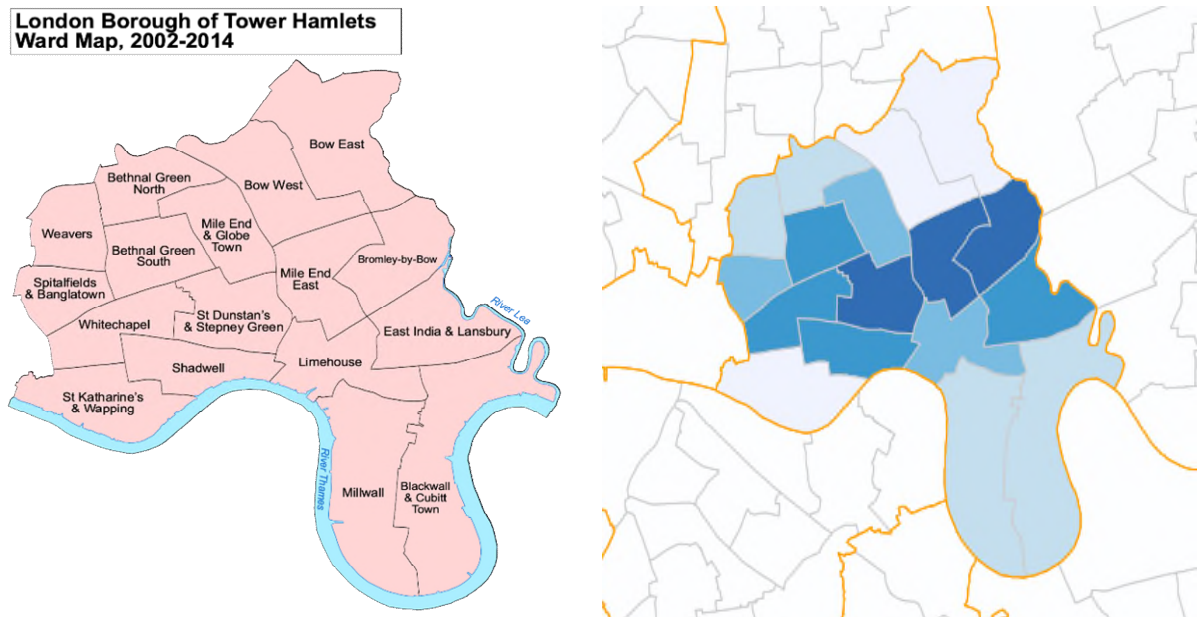 London Borough of Tower Hamlets
Ward Map, 2002-2014
Bow East
Bethnal Green
North
Bow West
Weavers
Mile End
& Globe
Town
Bethnal Green
South
Bromley-by-Bow
Mile End
East
Spitalfields
& Banglatown
River Lea
Whitechapel
St Dunstan's
& Stepney Green
East India & Lansbury
Shadwell
Limehouse
St Katharine's
& Wapping
River Thames
Millwall
Blackwall
& Cubitt
Town